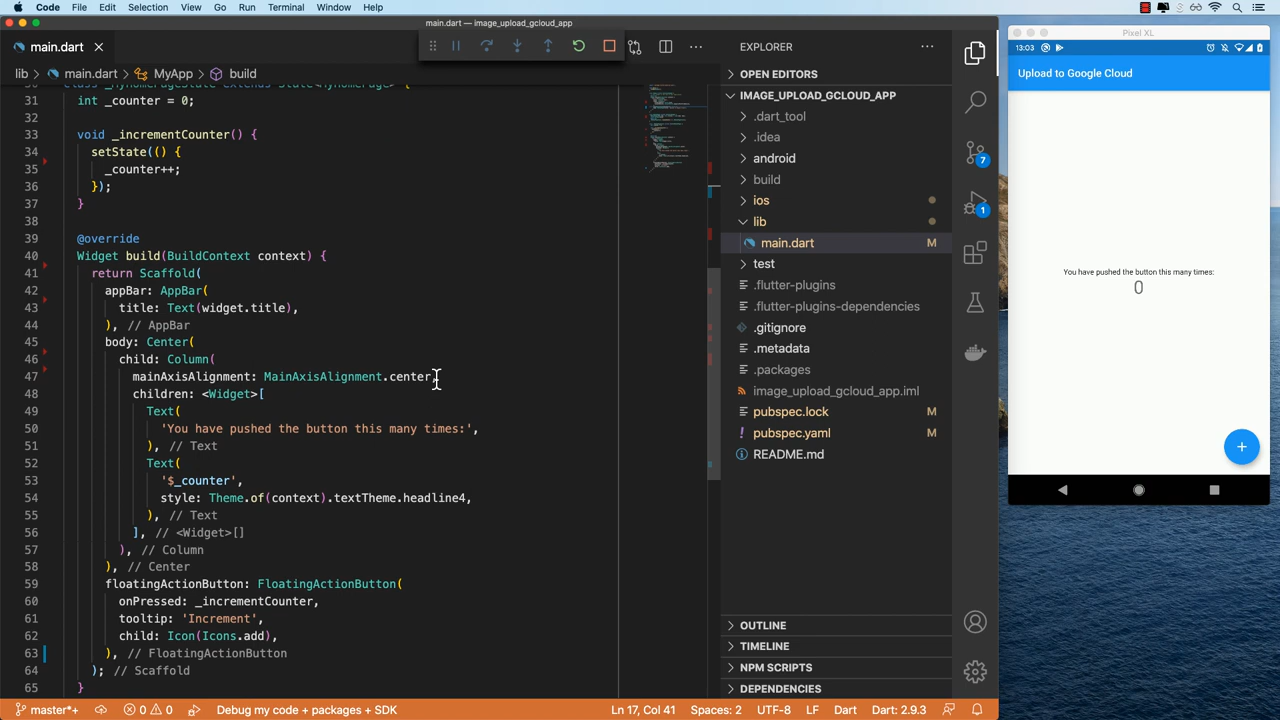 Code File Edit Selection View Go Run Terminal Window Help
main.dart — image_upload_gcloud_app
main.dart
lib > main.dart > MyApp > build
class _MyHomePageState extends State<MyHomePage> {
31 int _counter = 0;
32
33 void _incrementCounter() {
34 setState(() {
35 _counter++;
36 });
37 }
38
39 @override
40 Widget build(BuildContext context) {
41 return Scaffold(
42 appBar: AppBar(
43 title: Text(widget.title),
44 ), // AppBar
45 body: Center(
46 child: Column(
47 mainAxisAlignment: MainAxisAlignment.center,
48 children: <Widget>[
49 Text(
50 'You have pushed the button this many times:',
51 ), // Text
52 Text(
53 '$_counter',
54 style: Theme.of(context).textTheme.headline4,
55 ), // Text
56 ], // <Widget>[]
57 ), // Column
58 ), // Center
59 floatingActionButton: FloatingActionButton(
60 onPressed: _incrementCounter,
61 tooltip: 'Increment',
62 child: Icon(Icons.add),
63 ), // FloatingActionButton
64 ); // Scaffold
65 }
EXPLORER
OPEN EDITORS
IMAGE_UPLOAD_GCLOUD_APP
.dart_tool
.idea
android
build
ios
lib
main.dart M
test
.flutter-plugins
.flutter-plugins-dependencies
.gitignore
.metadata
.packages
image_upload_gcloud_app.iml
pubspec.lock M
pubspec.yaml M
README.md
OUTLINE
TIMELINE
NPM SCRIPTS
DEPENDENCIES
7
1
Pixel XL
13:03
Upload to Google Cloud
You have pushed the button this many times:
0
master*+ 0 0 Debug my code + packages + SDK Ln 17, Col 41 Spaces: 2 UTF-8 LF Dart Dart: 2.9.3